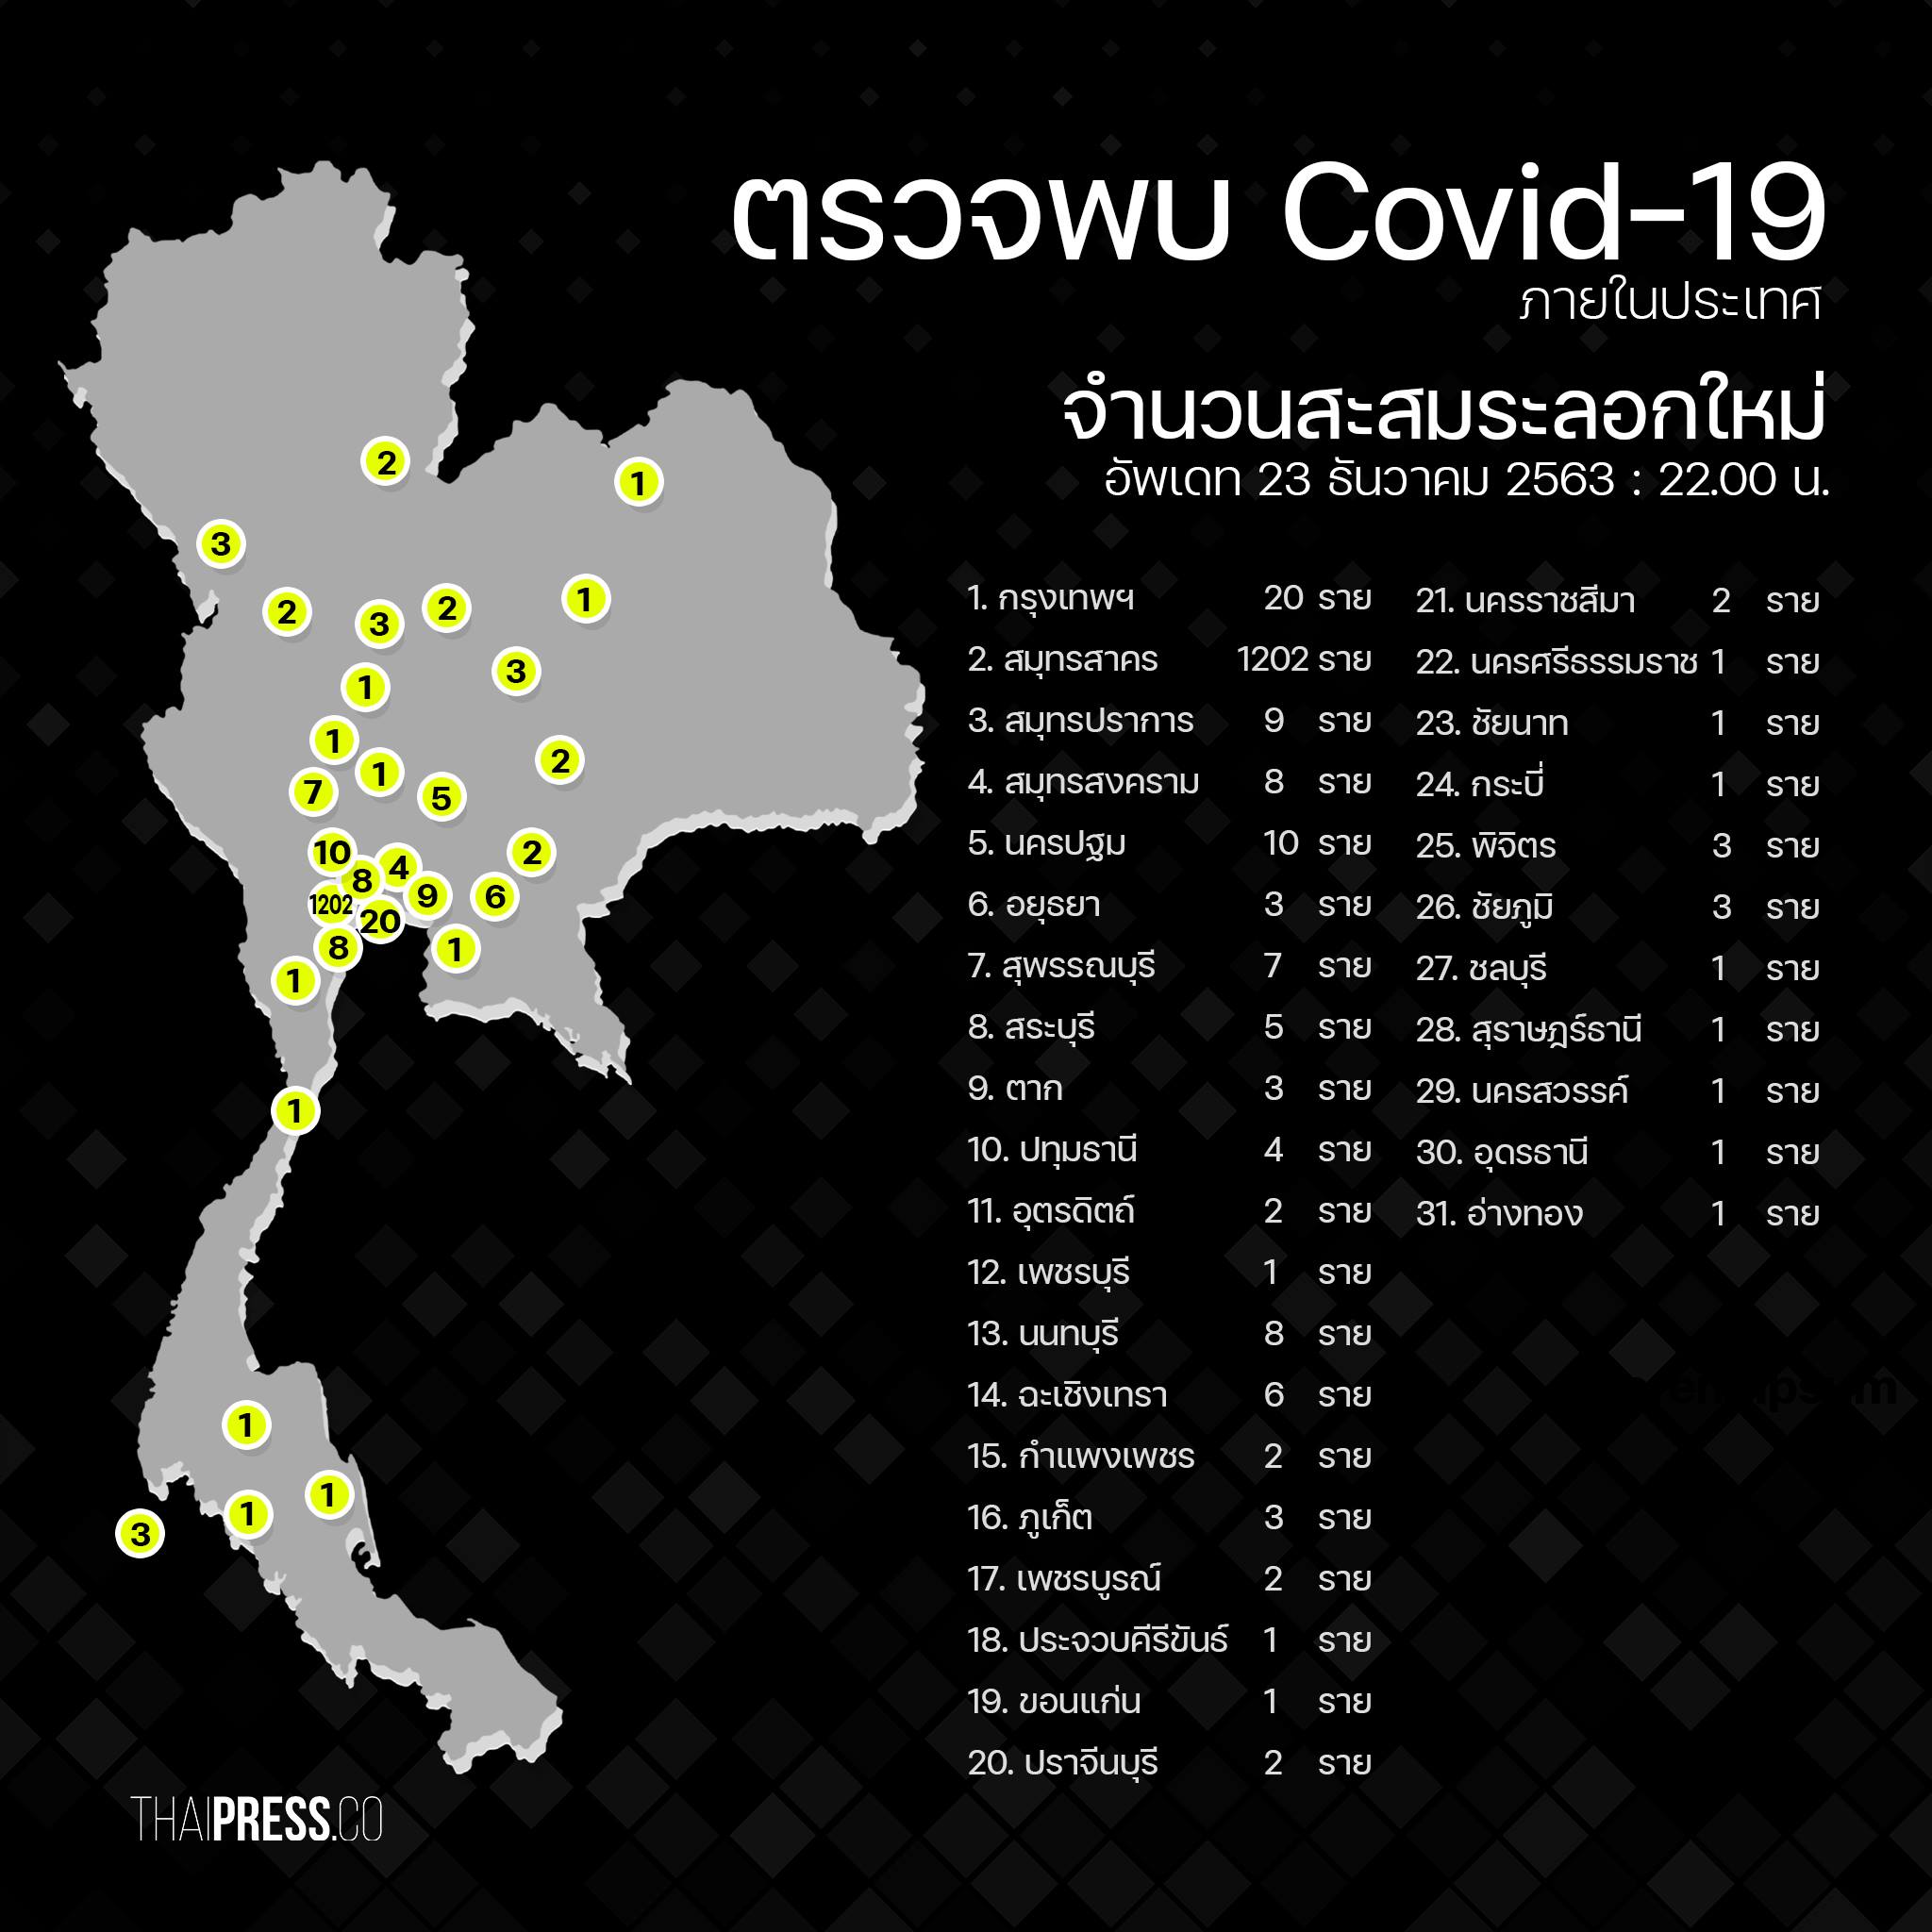 ตรวจพบ Covid-19
ภายในประเทศ
จำนวนสะสมระลอกใหม่
อัพเดท 23 ธันวาคม 2563 : 22.00 น.
1. กรุงเทพฯ 20 ราย
2. สมุทรสาคร 1202 ราย
3. สมุทรปราการ 9 ราย
4. สมุทรสงคราม 8 ราย
5. นครปฐม 10 ราย
6. อยุธยา 3 ราย
7. สุพรรณบุรี 7 ราย
8. สระบุรี 5 ราย
9. ตาก 3 ราย
10. ปทุมธานี 4 ราย
11. อุตรดิตถ์ 2 ราย
12. เพชรบุรี 1 ราย
13. นนทบุรี 8 ราย
14. ฉะเชิงเทรา 6 ราย
15. กำแพงเพชร 2 ราย
16. ภูเก็ต 3 ราย
17. เพชรบูรณ์ 2 ราย
18. ประจวบคีรีขันธ์ 1 ราย
19. ขอนแก่น 1 ราย
20. ปราจีนบุรี 2 ราย
21. นครราชสีมา 2 ราย
22. นครศรีธรรมราช 1 ราย
23. ชัยนาท 1 ราย
24. กระบี่ 1 ราย
25. พิจิตร 3 ราย
26. ชัยภูมิ 3 ราย
27. ชลบุรี 1 ราย
28. สุราษฎร์ธานี 1 ราย
29. นครสวรรค์ 1 ราย
30. อุดรธานี 1 ราย
31. อ่างทอง 1 ราย
2
1
3
2
3
2
1
1
3
1
1
2
7
5
10
8
4
2
1202
20
9
6
8
1
1
1
1
1
1
3
THAIPRESS.CO